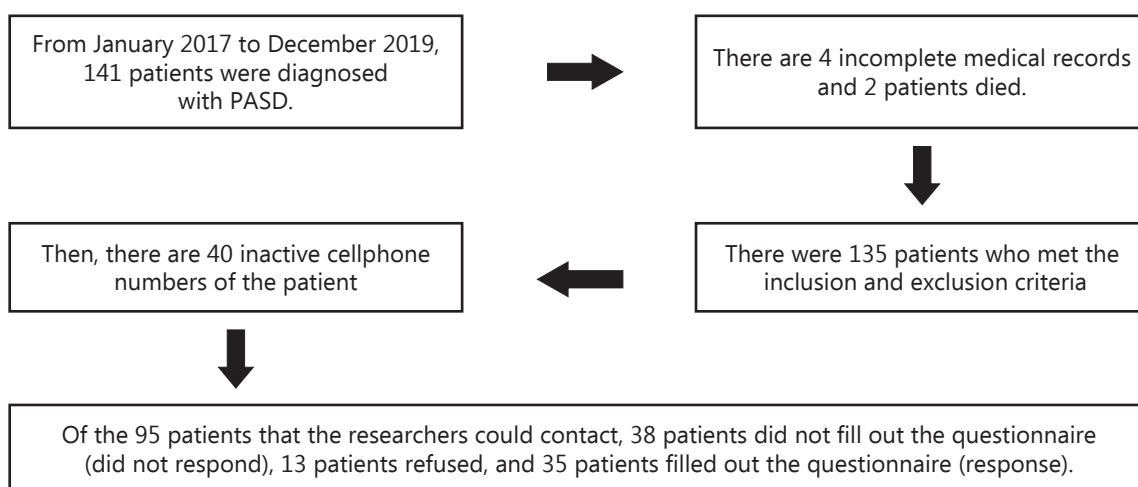 From January 2017 to December 2019,
141 patients were diagnosed
with PASD.
There are 4 incomplete medical records
and 2 patients died.
There were 135 patients who met the
inclusion and exclusion criteria
Then, there are 40 inactive cellphone
numbers of the patient
Of the 95 patients that the researchers could contact, 38 patients did not fill out the questionnaire
(did not respond), 13 patients refused, and 35 patients filled out the questionnaire (response).